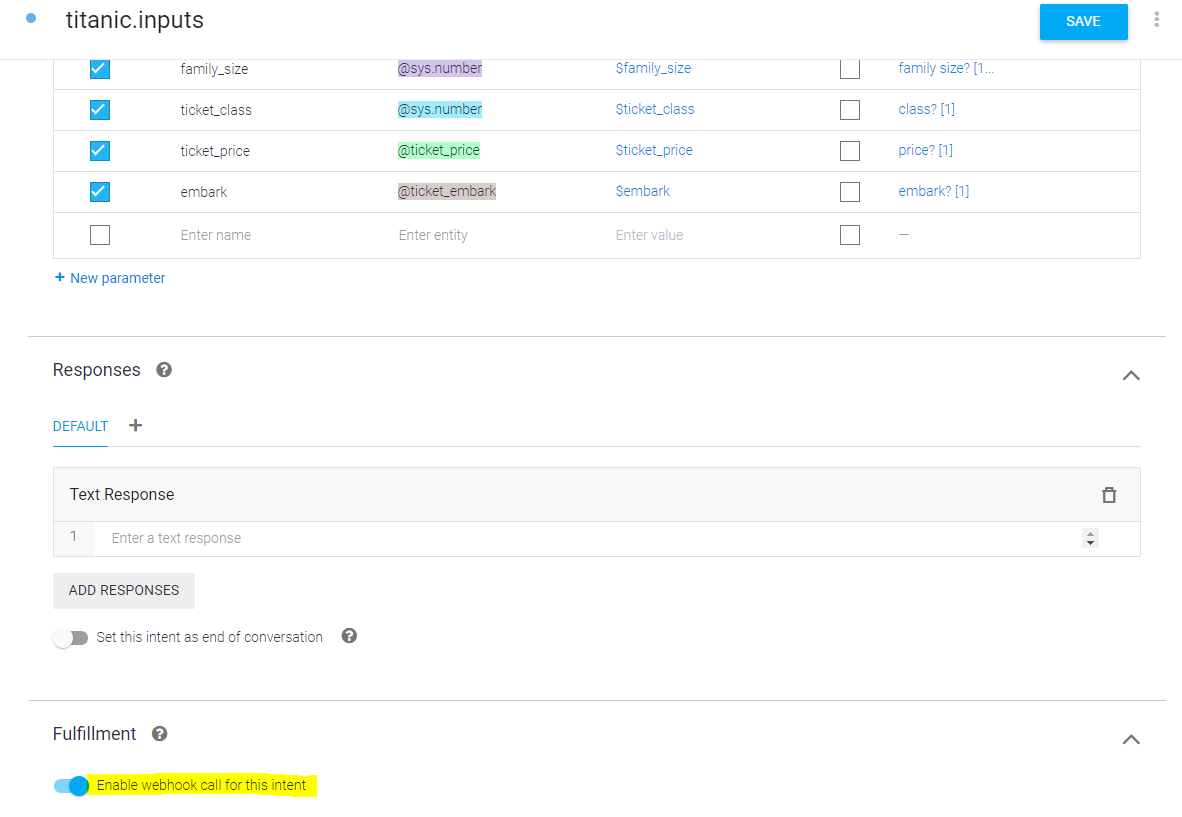 titanic.inputs
SAVE
family_size @sys.number $family_size family size? [1...
ticket_class @sys.number $ticket_class class? [1]
ticket_price @ticket_price $ticket_price price? [1]
embark @ticket_embark $embark embark? [1]
Enter name Enter entity Enter value —
+ New parameter
Responses ?
DEFAULT +
Text Response
1 Enter a text response
ADD RESPONSES
Set this intent as end of conversation ?
Fulfillment ?
Enable webhook call for this intent